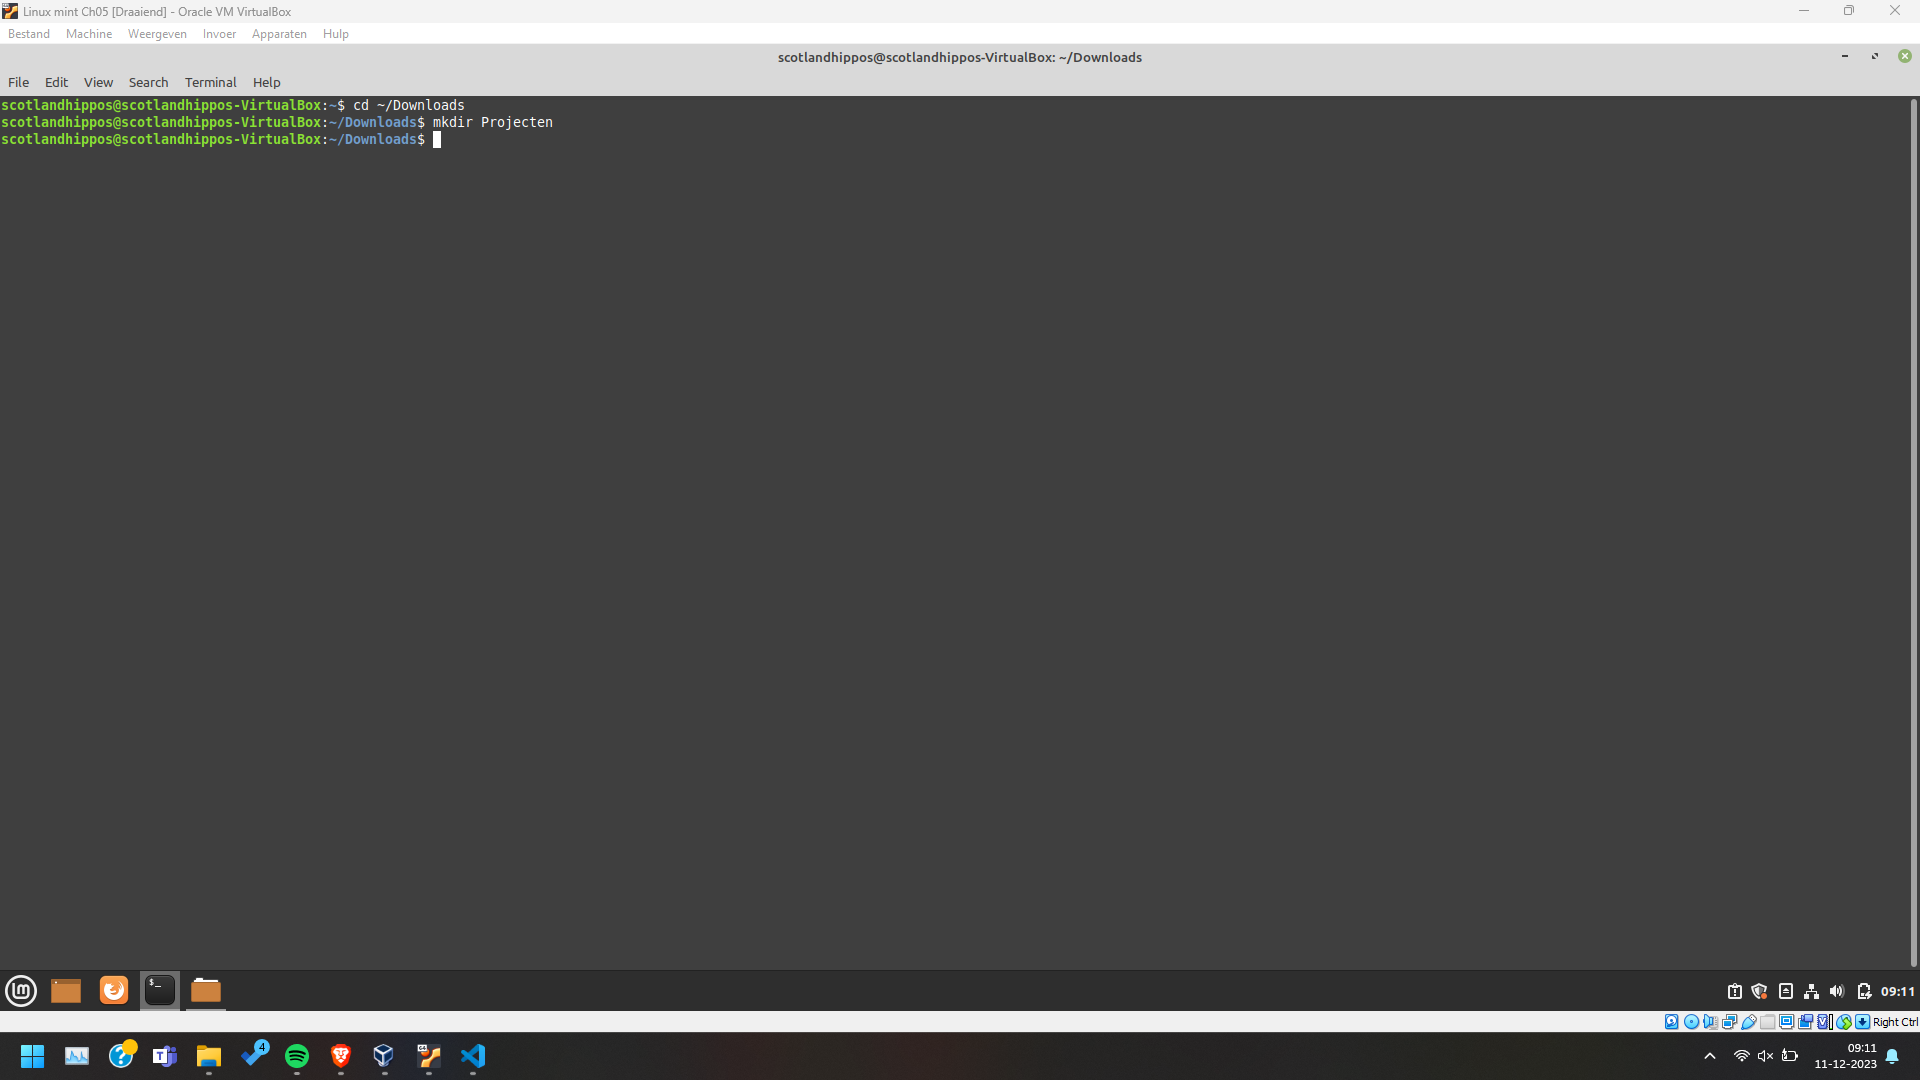 Linux mint Ch05 [Draaiend] - Oracle VM VirtualBox
Bestand Machine Weergeven Invoer Apparaten Hulp
scotlandhippos@scotlandhippos-VirtualBox: ~/Downloads
File Edit View Search Terminal Help
scotlandhippos@scotlandhippos-VirtualBox:~$ cd ~/Downloads
scotlandhippos@scotlandhippos-VirtualBox:~/Downloads$ mkdir Projecten
scotlandhippos@scotlandhippos-VirtualBox:~/Downloads$
$_
09:11
Right Ctrl
4
09:11
11-12-2023